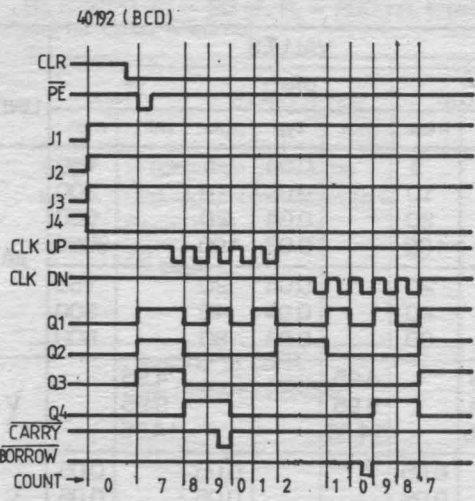 40192 (BCD)
CLR
PE
J1
J2
J3
J4
CLK UP
CLK DN
Q1
Q2
Q3
Q4
CARRY
BORROW
COUNT → 0 7 8 9 0 1 2 1 0 9 8 7